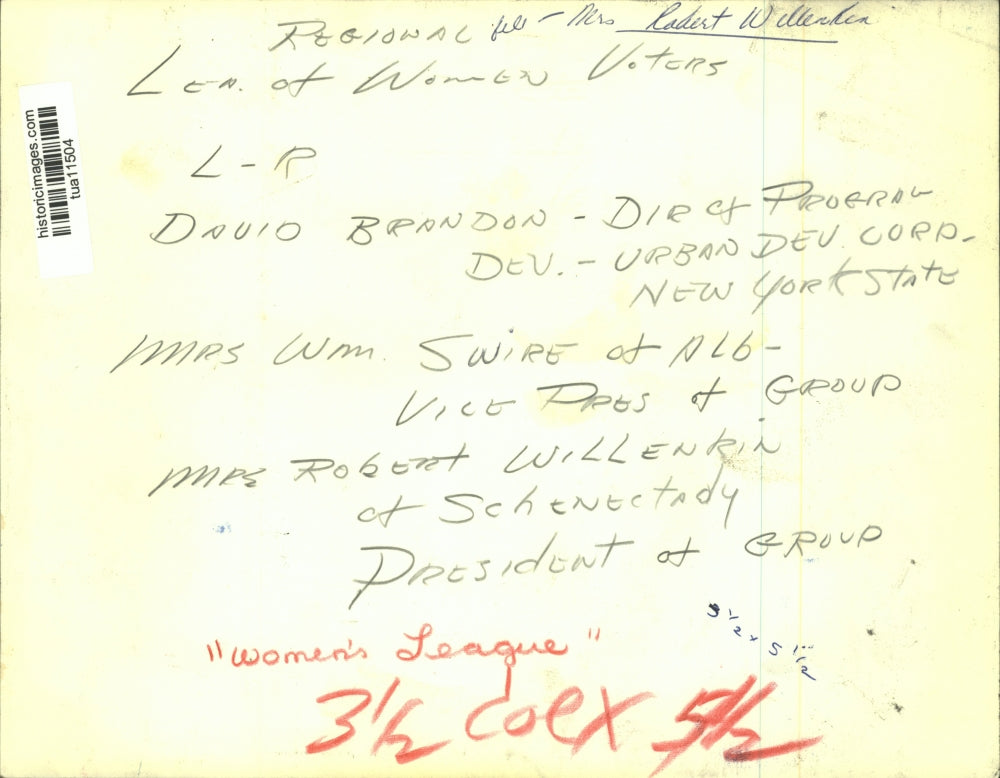 REGIONAL file - Mrs Robert Willenkin
LEA. of WOMEN VOTERS
historicimages.com
tua11504
L-R
DAVID BRANDON - DIR of PROGRAM
DEV. - URBAN DEV. CORP.
NEW YORK STATE
MRS Wm. SWIRE of Alb -
VICE PRES of GROUP
MRS ROBERT WILLENKIN
of SCHENECTADY
PRESIDENT of GROUP
3 1/2 x 5 1/2
"Women's League"
3 1/2 col X 5 1/2